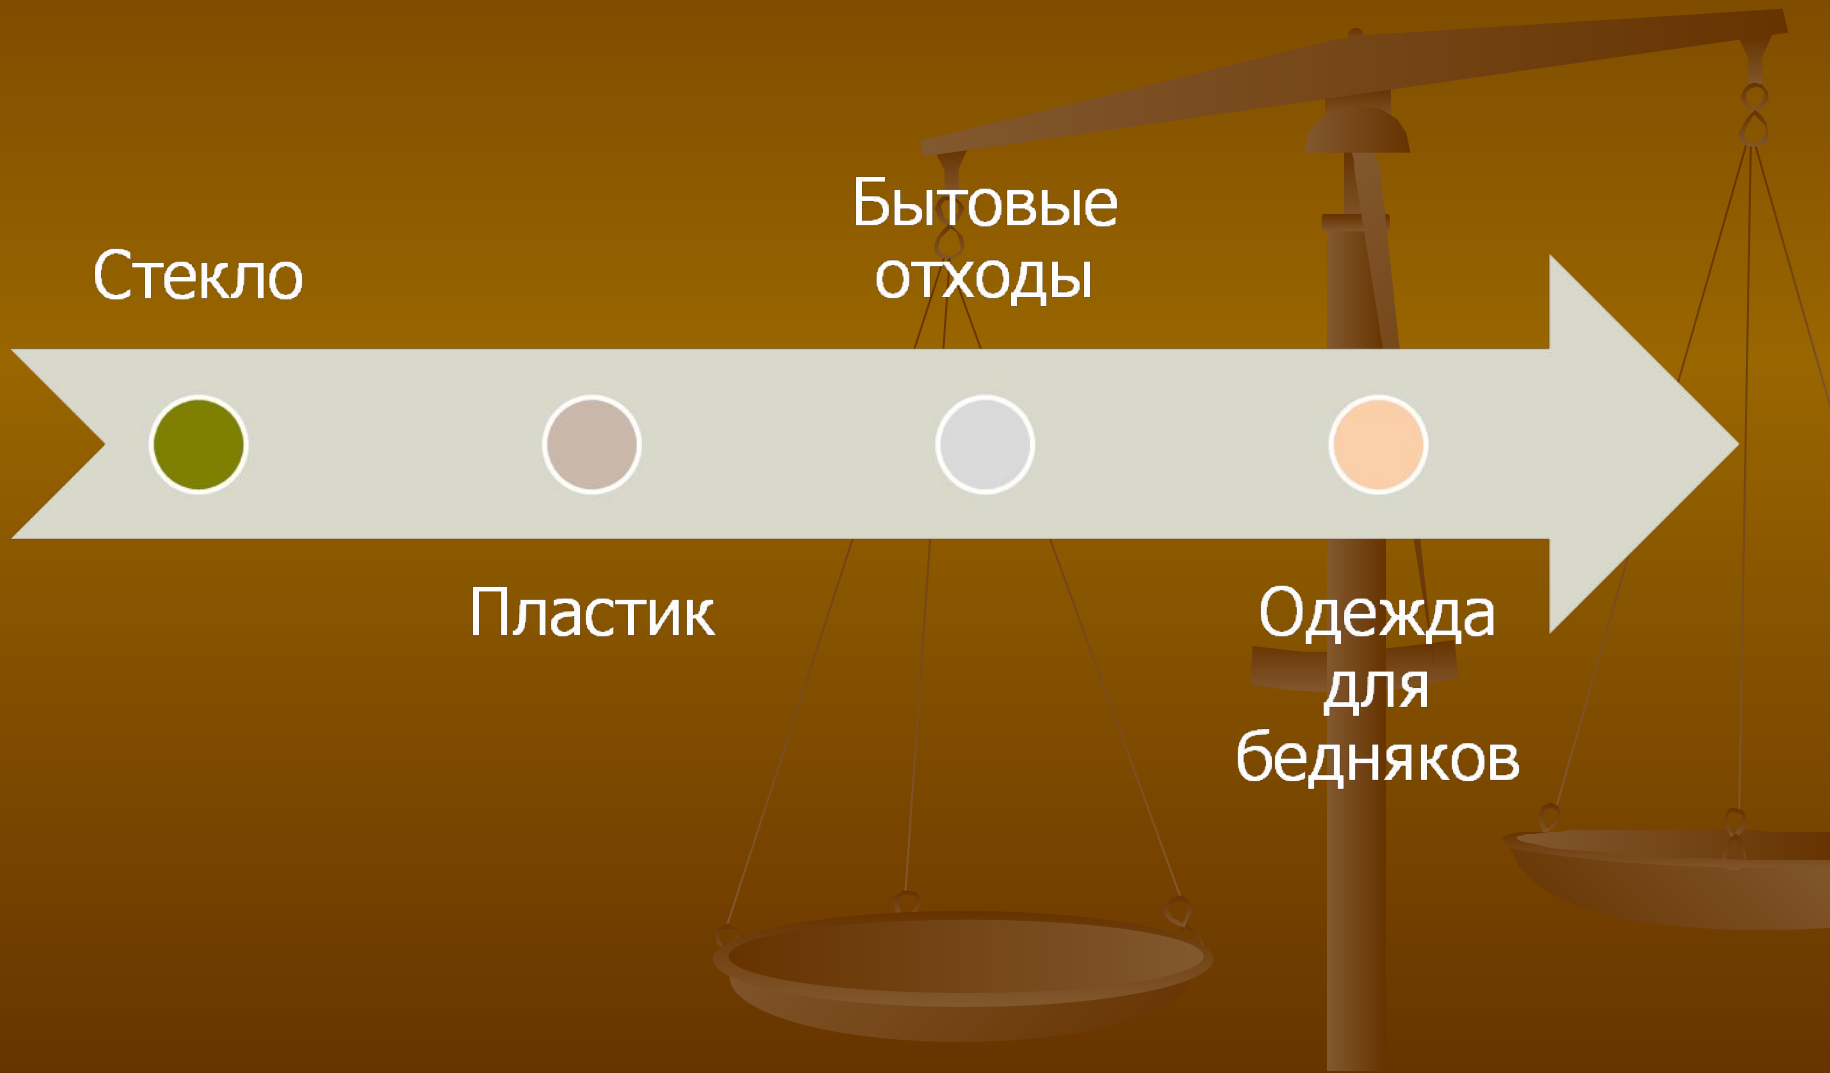 Стекло
Пластик
Бытовые
отходы
Одежда
для
бедняков